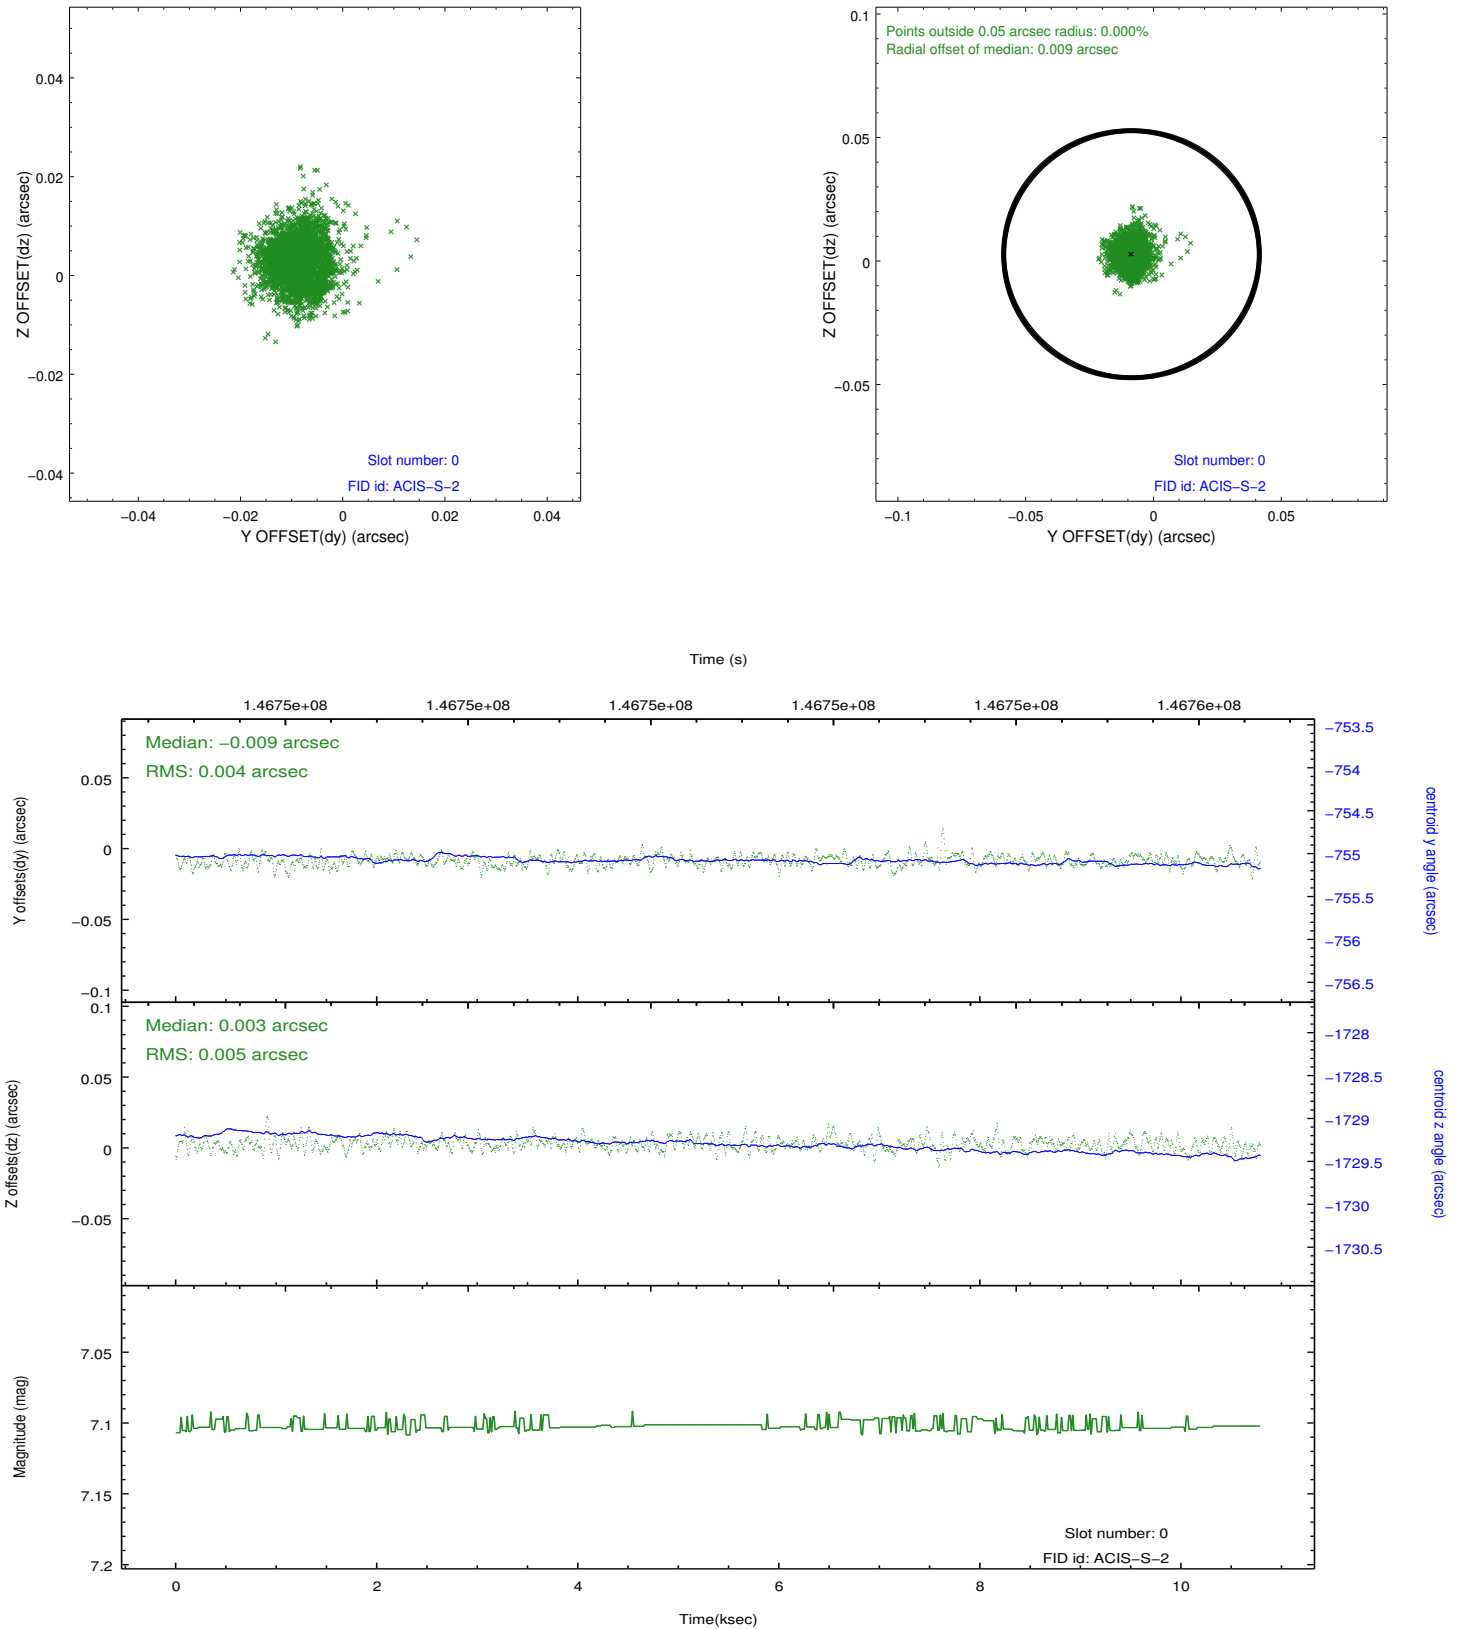 0.04
0.02
0
−0.02
−0.04
Z OFFSET(dz) (arcsec)
Slot number: 0
FID id: ACIS−S−2
−0.04
−0.02
0
0.02
0.04
Y OFFSET(dy) (arcsec)
0.1
0.05
0
−0.05
Z OFFSET(dz) (arcsec)
Points outside 0.05 arcsec radius: 0.000%
Radial offset of median: 0.009 arcsec
Slot number: 0
FID id: ACIS−S−2
−0.1
−0.05
0
0.05
Y OFFSET(dy) (arcsec)
Time (s)
1.4675e+08
1.4675e+08
1.4675e+08
1.4675e+08
1.4675e+08
1.4676e+08
Median: −0.009 arcsec
RMS: 0.004 arcsec
0.05
0
−0.05
−0.1
Y offsets(dy) (arcsec)
−753.5
−754
−754.5
−755
−755.5
−756
−756.5
centroid y angle (arcsec)
Median: 0.003 arcsec
RMS: 0.005 arcsec
0.1
0.05
0
−0.05
Z offsets(dz) (arcsec)
−1728
−1728.5
−1729
−1729.5
−1730
−1730.5
centroid z angle (arcsec)
7.05
7.1
7.15
7.2
Magnitude (mag)
Slot number: 0
FID id: ACIS−S−2
0
2
4
6
8
10
Time(ksec)